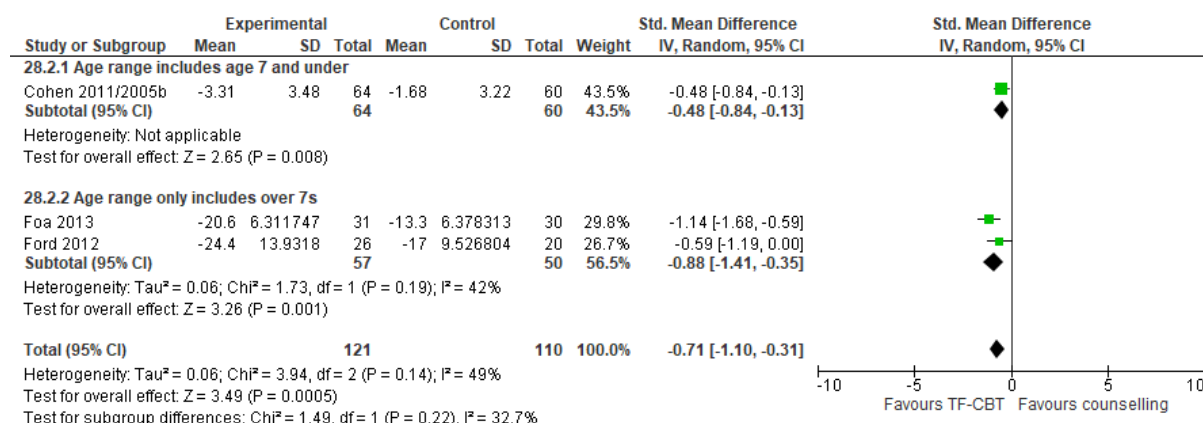 Experimental Control Std. Mean Difference Std. Mean Difference
Study or Subgroup Mean SD Total Mean SD Total Weight IV, Random, 95% CI IV, Random, 95% CI
28.2.1 Age range includes age 7 and under
Cohen 2011/2005b -3.31 3.48 64 -1.68 3.22 60 43.5% -0.48 [-0.84, -0.13]
Subtotal (95% CI) 64 60 43.5% -0.48 [-0.84, -0.13]
Heterogeneity: Not applicable
Test for overall effect: Z = 2.65 (P = 0.008)
28.2.2 Age range only includes over 7s
Foa 2013 -20.6 6.311747 31 -13.3 6.378313 30 29.8% -1.14 [-1.68, -0.59]
Ford 2012 -24.4 13.9318 26 -17 9.526804 20 26.7% -0.59 [-1.19, 0.00]
Subtotal (95% CI) 57 50 56.5% -0.88 [-1.41, -0.35]
Heterogeneity: Tau² = 0.06; Chi² = 1.73, df = 1 (P = 0.19); I² = 42%
Test for overall effect: Z = 3.26 (P = 0.001)
Total (95% CI) 121 110 100.0% -0.71 [-1.10, -0.31]
Heterogeneity: Tau² = 0.06; Chi² = 3.94, df = 2 (P = 0.14); I² = 49%
Test for overall effect: Z = 3.49 (P = 0.0005)
Test for subgroup differences: Chi² = 1.49, df = 1 (P = 0.22), I² = 32.7%
-10 -5 0 5 10
Favours TF-CBT Favours counselling